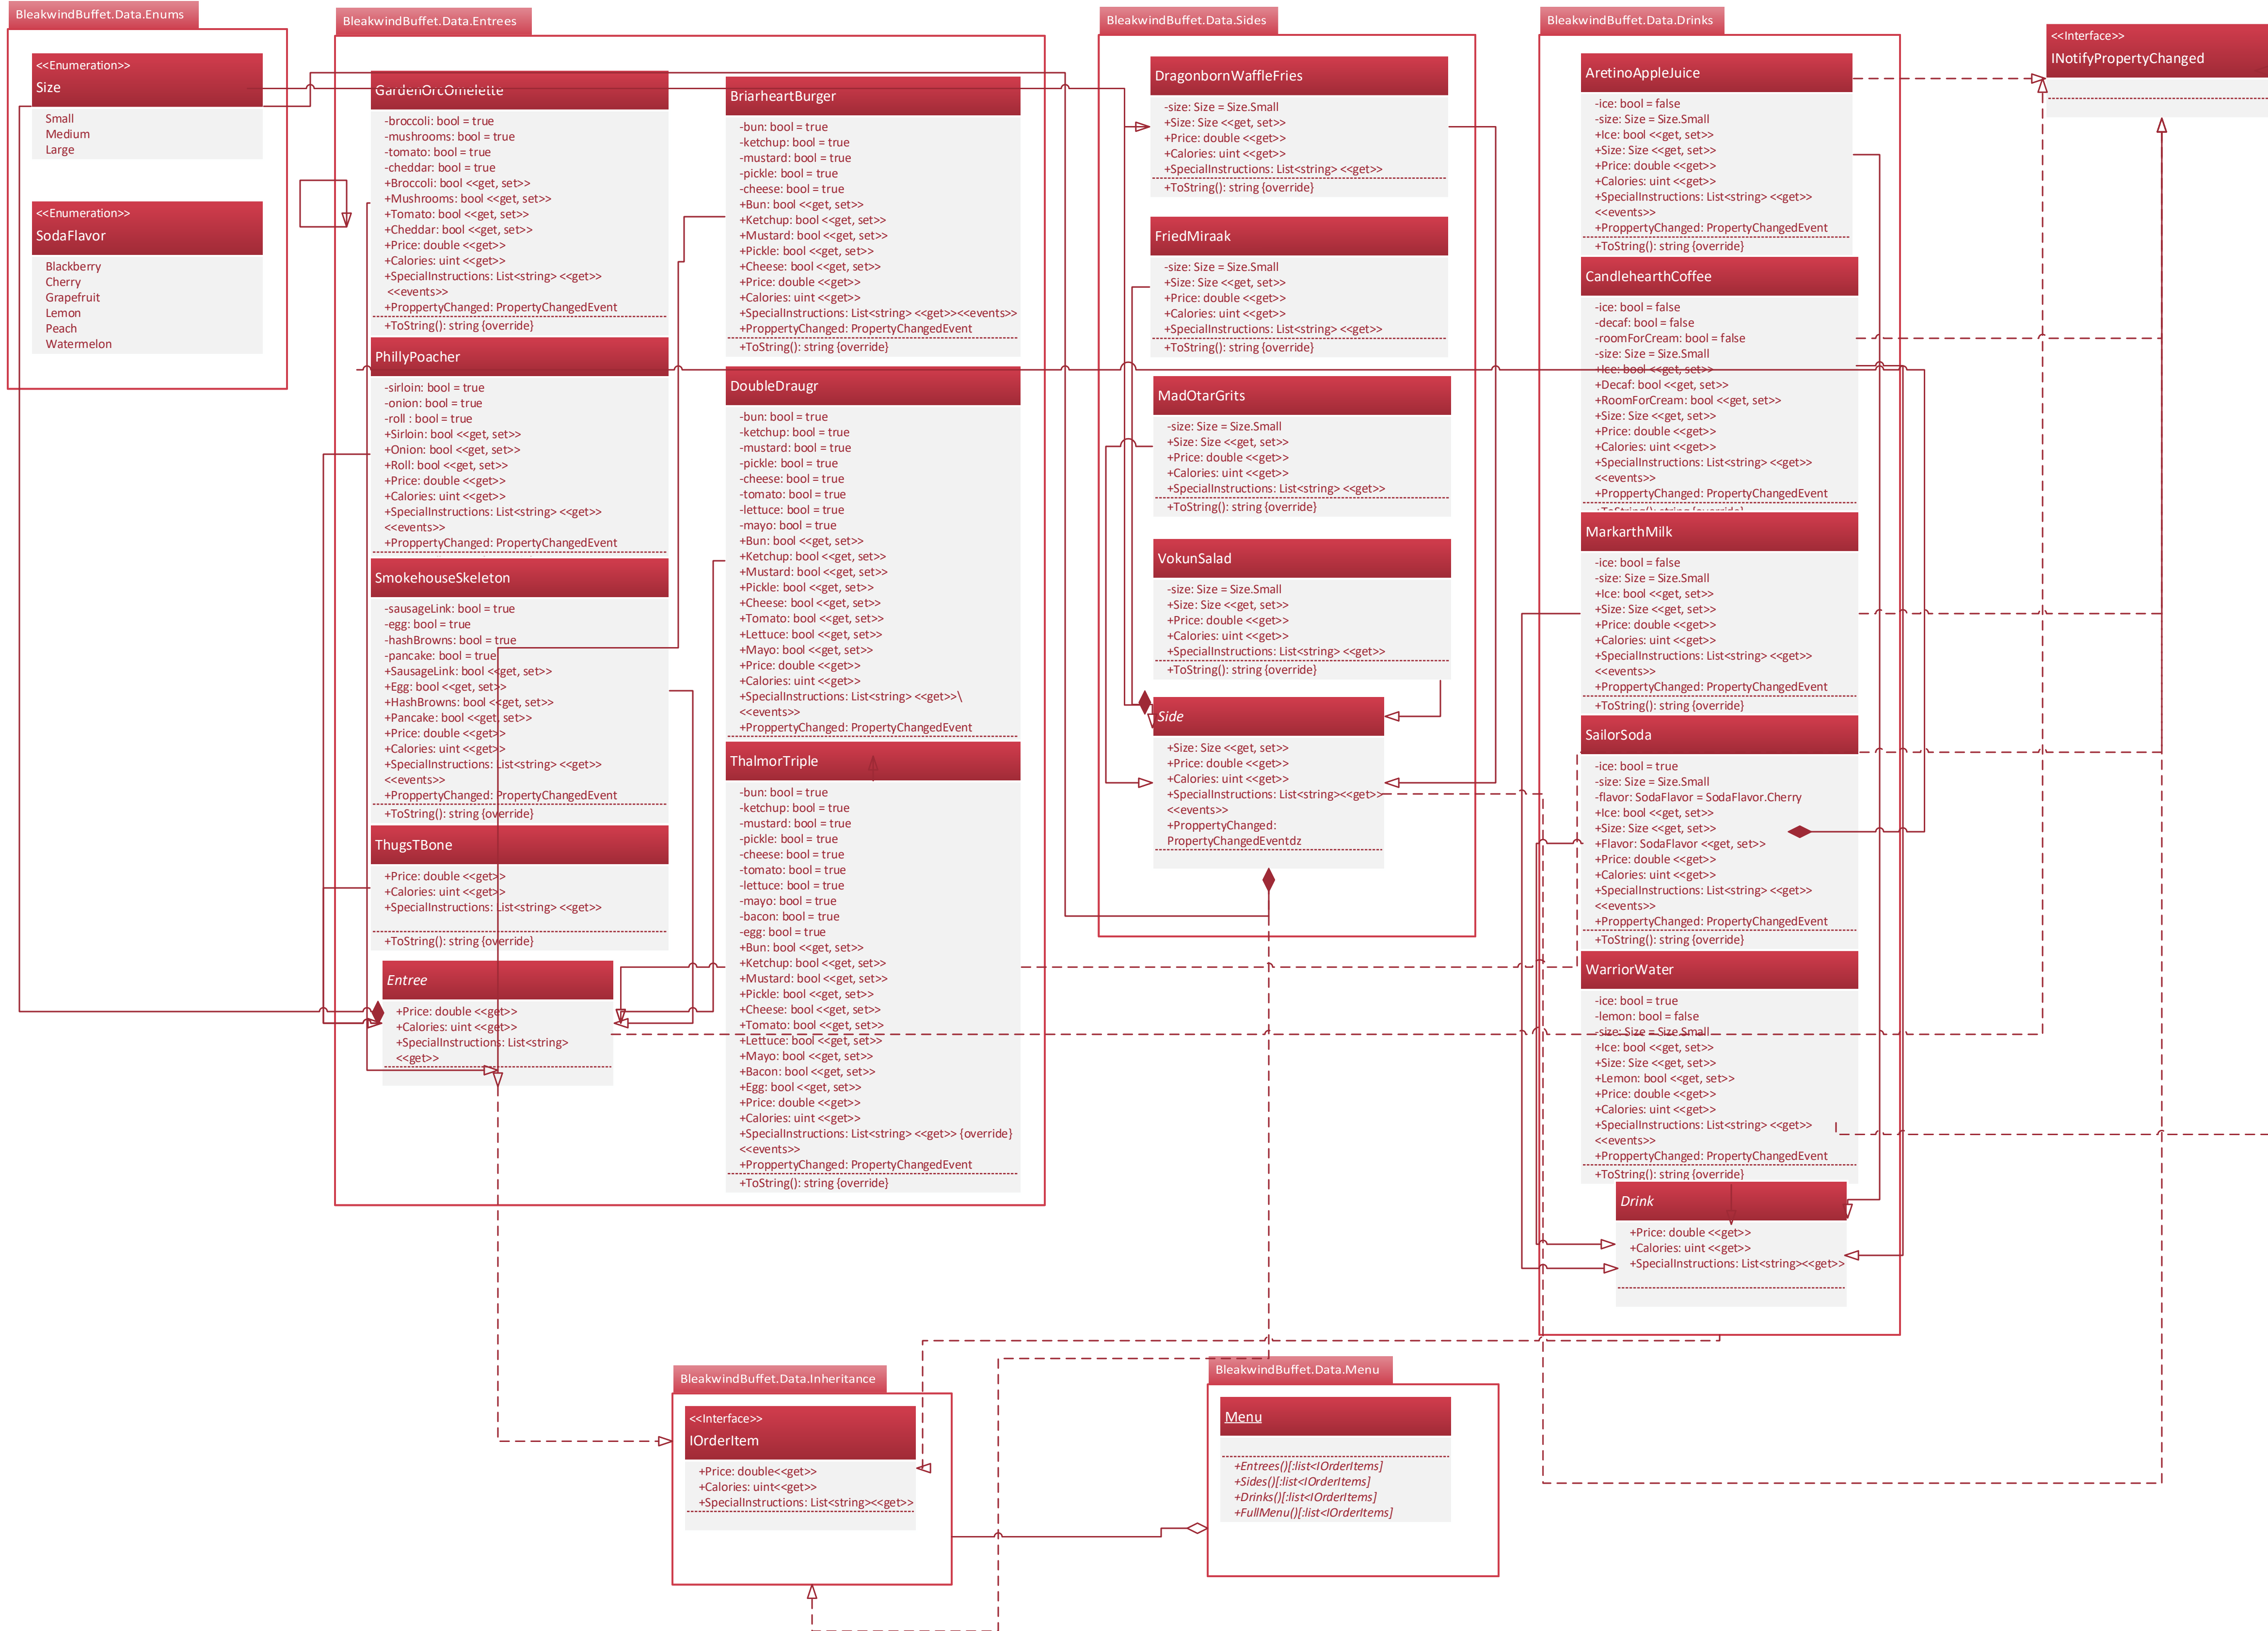 BleakwindBuffet.Data.Enums
<<Enumeration>>
Size
Small
Medium
Large
<<Enumeration>>
SodaFlavor
Blackberry
Cherry
Grapefruit
Lemon
Peach
Watermelon
BleakwindBuffet.Data.Entrees
GardenOrcOmelette
-broccoli: bool = true
-mushrooms: bool = true
-tomato: bool = true
-cheddar: bool = true
+Broccoli: bool <<get, set>>
+Mushrooms: bool <<get, set>>
+Tomato: bool <<get, set>>
+Cheddar: bool <<get, set>>
+Price: double <<get>>
+Calories: uint <<get>>
+SpecialInstructions: List<string> <<get>>
<<events>>
+ProppertyChanged: PropertyChangedEvent
+ToString(): string {override}
PhillyPoacher
-sirloin: bool = true
-onion: bool = true
-roll : bool = true
+Sirloin: bool <<get, set>>
+Onion: bool <<get, set>>
+Roll: bool <<get, set>>
+Price: double <<get>>
+Calories: uint <<get>>
+SpecialInstructions: List<string> <<get>>
<<events>>
+ProppertyChanged: PropertyChangedEvent
SmokehouseSkeleton
-sausageLink: bool = true
-egg: bool = true
-hashBrowns: bool = true
-pancake: bool = true
+SausageLink: bool <<get, set>>
+Egg: bool <<get, set>>
+HashBrowns: bool <<get, set>>
+Pancake: bool <<get, set>>
+Price: double <<get>>
+Calories: uint <<get>>
+SpecialInstructions: List<string> <<get>>
<<events>>
+ProppertyChanged: PropertyChangedEvent
+ToString(): string {override}
ThugsTBone
+Price: double <<get>>
+Calories: uint <<get>>
+SpecialInstructions: List<string> <<get>>
+ToString(): string {override}
Entree
+Price: double <<get>>
+Calories: uint <<get>>
+SpecialInstructions: List<string>
<<get>>
BriarheartBurger
-bun: bool = true
-ketchup: bool = true
-mustard: bool = true
-pickle: bool = true
-cheese: bool = true
+Bun: bool <<get, set>>
+Ketchup: bool <<get, set>>
+Mustard: bool <<get, set>>
+Pickle: bool <<get, set>>
+Cheese: bool <<get, set>>
+Price: double <<get>>
+Calories: uint <<get>>
+SpecialInstructions: List<string> <<get>><<events>>
+ProppertyChanged: PropertyChangedEvent
+ToString(): string {override}
DoubleDraugr
-bun: bool = true
-ketchup: bool = true
-mustard: bool = true
-pickle: bool = true
-cheese: bool = true
-tomato: bool = true
-lettuce: bool = true
-mayo: bool = true
+Bun: bool <<get, set>>
+Ketchup: bool <<get, set>>
+Mustard: bool <<get, set>>
+Pickle: bool <<get, set>>
+Cheese: bool <<get, set>>
+Tomato: bool <<get, set>>
+Lettuce: bool <<get, set>>
+Mayo: bool <<get, set>>
+Price: double <<get>>
+Calories: uint <<get>>
+SpecialInstructions: List<string> <<get>>\
<<events>>
+ProppertyChanged: PropertyChangedEvent
ThalmorTriple
-bun: bool = true
-ketchup: bool = true
-mustard: bool = true
-pickle: bool = true
-cheese: bool = true
-tomato: bool = true
-lettuce: bool = true
-mayo: bool = true
-bacon: bool = true
-egg: bool = true
+Bun: bool <<get, set>>
+Ketchup: bool <<get, set>>
+Mustard: bool <<get, set>>
+Pickle: bool <<get, set>>
+Cheese: bool <<get, set>>
+Tomato: bool <<get, set>>
+Lettuce: bool <<get, set>>
+Mayo: bool <<get, set>>
+Bacon: bool <<get, set>>
+Egg: bool <<get, set>>
+Price: double <<get>>
+Calories: uint <<get>>
+SpecialInstructions: List<string> <<get>> {override}
<<events>>
+ProppertyChanged: PropertyChangedEvent
+ToString(): string {override}
BleakwindBuffet.Data.Sides
DragonbornWaffleFries
-size: Size = Size.Small
+Size: Size <<get, set>>
+Price: double <<get>>
+Calories: uint <<get>>
+SpecialInstructions: List<string> <<get>>
+ToString(): string {override}
FriedMiraak
-size: Size = Size.Small
+Size: Size <<get, set>>
+Price: double <<get>>
+Calories: uint <<get>>
+SpecialInstructions: List<string> <<get>>
+ToString(): string {override}
MadOtarGrits
-size: Size = Size.Small
+Size: Size <<get, set>>
+Price: double <<get>>
+Calories: uint <<get>>
+SpecialInstructions: List<string> <<get>>
+ToString(): string {override}
VokunSalad
-size: Size = Size.Small
+Size: Size <<get, set>>
+Price: double <<get>>
+Calories: uint <<get>>
+SpecialInstructions: List<string> <<get>>
+ToString(): string {override}
Side
+Size: Size <<get, set>>
+Price: double <<get>>
+Calories: uint <<get>>
+SpecialInstructions: List<string><<get>>
<<events>>
+ProppertyChanged:
PropertyChangedEventdz
BleakwindBuffet.Data.Drinks
AretinoAppleJuice
-ice: bool = false
-size: Size = Size.Small
+Ice: bool <<get, set>>
+Size: Size <<get, set>>
+Price: double <<get>>
+Calories: uint <<get>>
+SpecialInstructions: List<string> <<get>>
<<events>>
+ProppertyChanged: PropertyChangedEvent
+ToString(): string {override}
CandlehearthCoffee
-ice: bool = false
-decaf: bool = false
-roomForCream: bool = false
-size: Size = Size.Small
+Ice: bool <<get, set>>
+Decaf: bool <<get, set>>
+RoomForCream: bool <<get, set>>
+Size: Size <<get, set>>
+Price: double <<get>>
+Calories: uint <<get>>
+SpecialInstructions: List<string> <<get>>
<<events>>
+ProppertyChanged: PropertyChangedEvent
MarkarthMilk
-ice: bool = false
-size: Size = Size.Small
+Ice: bool <<get, set>>
+Size: Size <<get, set>>
+Price: double <<get>>
+Calories: uint <<get>>
+SpecialInstructions: List<string> <<get>>
<<events>>
+ProppertyChanged: PropertyChangedEvent
+ToString(): string {override}
SailorSoda
-ice: bool = true
-size: Size = Size.Small
-flavor: SodaFlavor = SodaFlavor.Cherry
+Ice: bool <<get, set>>
+Size: Size <<get, set>>
+Flavor: SodaFlavor <<get, set>>
+Price: double <<get>>
+Calories: uint <<get>>
+SpecialInstructions: List<string> <<get>>
<<events>>
+ProppertyChanged: PropertyChangedEvent
+ToString(): string {override}
WarriorWater
-ice: bool = true
-lemon: bool = false
-size: Size = Size.Small
+Ice: bool <<get, set>>
+Size: Size <<get, set>>
+Lemon: bool <<get, set>>
+Price: double <<get>>
+Calories: uint <<get>>
+SpecialInstructions: List<string> <<get>>
<<events>>
+ProppertyChanged: PropertyChangedEvent
+ToString(): string {override}
Drink
+Price: double <<get>>
+Calories: uint <<get>>
+SpecialInstructions: List<string><<get>>
<<Interface>>
INotifyPropertyChanged
BleakwindBuffet.Data.Inheritance
<<Interface>>
IOrderItem
+Price: double<<get>>
+Calories: uint<<get>>
+SpecialInstructions: List<string><<get>>
BleakwindBuffet.Data.Menu
Menu
+Entrees()[:list<IOrderItems]
+Sides()[:list<IOrderItems]
+Drinks()[:list<IOrderItems]
+FullMenu()[:list<IOrderItems]